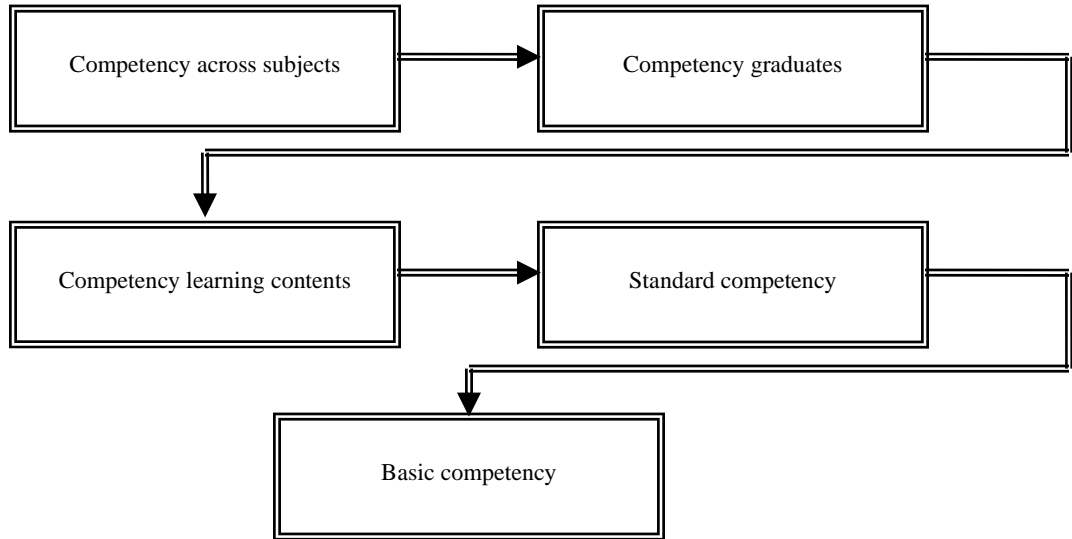 Competency across subjects
Competency graduates
Competency learning contents
Standard competency
Basic competency